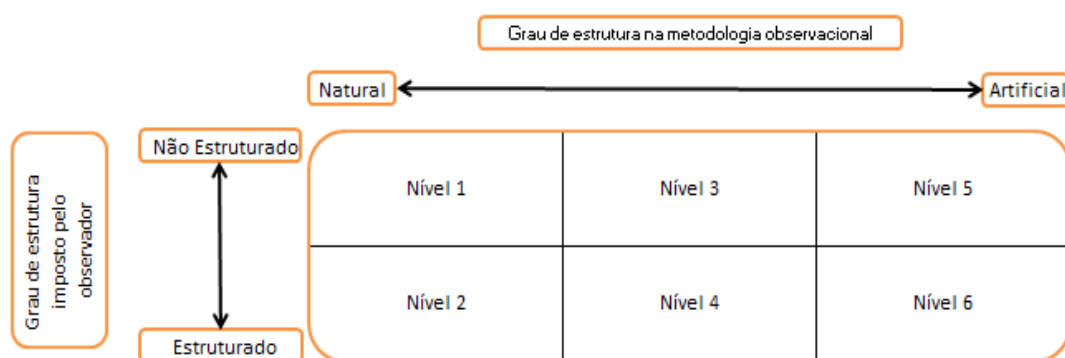 Grau de estrutura na metodologia observacional
Natural
Artificial
Grau de estrutura
imposto pelo
observador
Não Estruturado
Estruturado
Nível 1
Nível 3
Nível 5
Nível 2
Nível 4
Nível 6